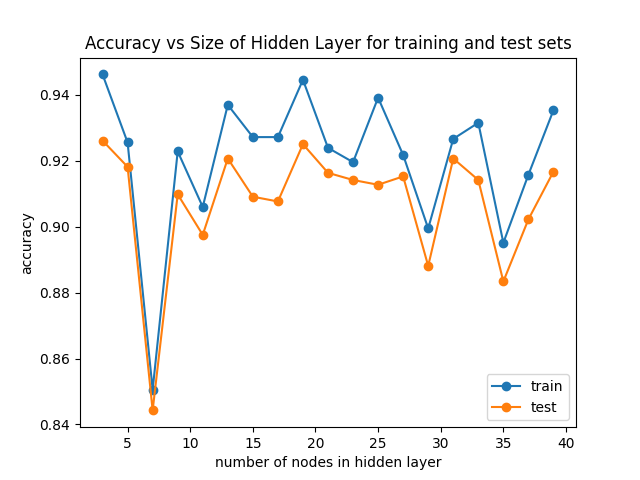 Accuracy vs Size of Hidden Layer for training and test sets
accuracy
0.94
0.92
0.90
0.88
0.86
0.84
train
test
5 10 15 20 25 30 35 40
number of nodes in hidden layer